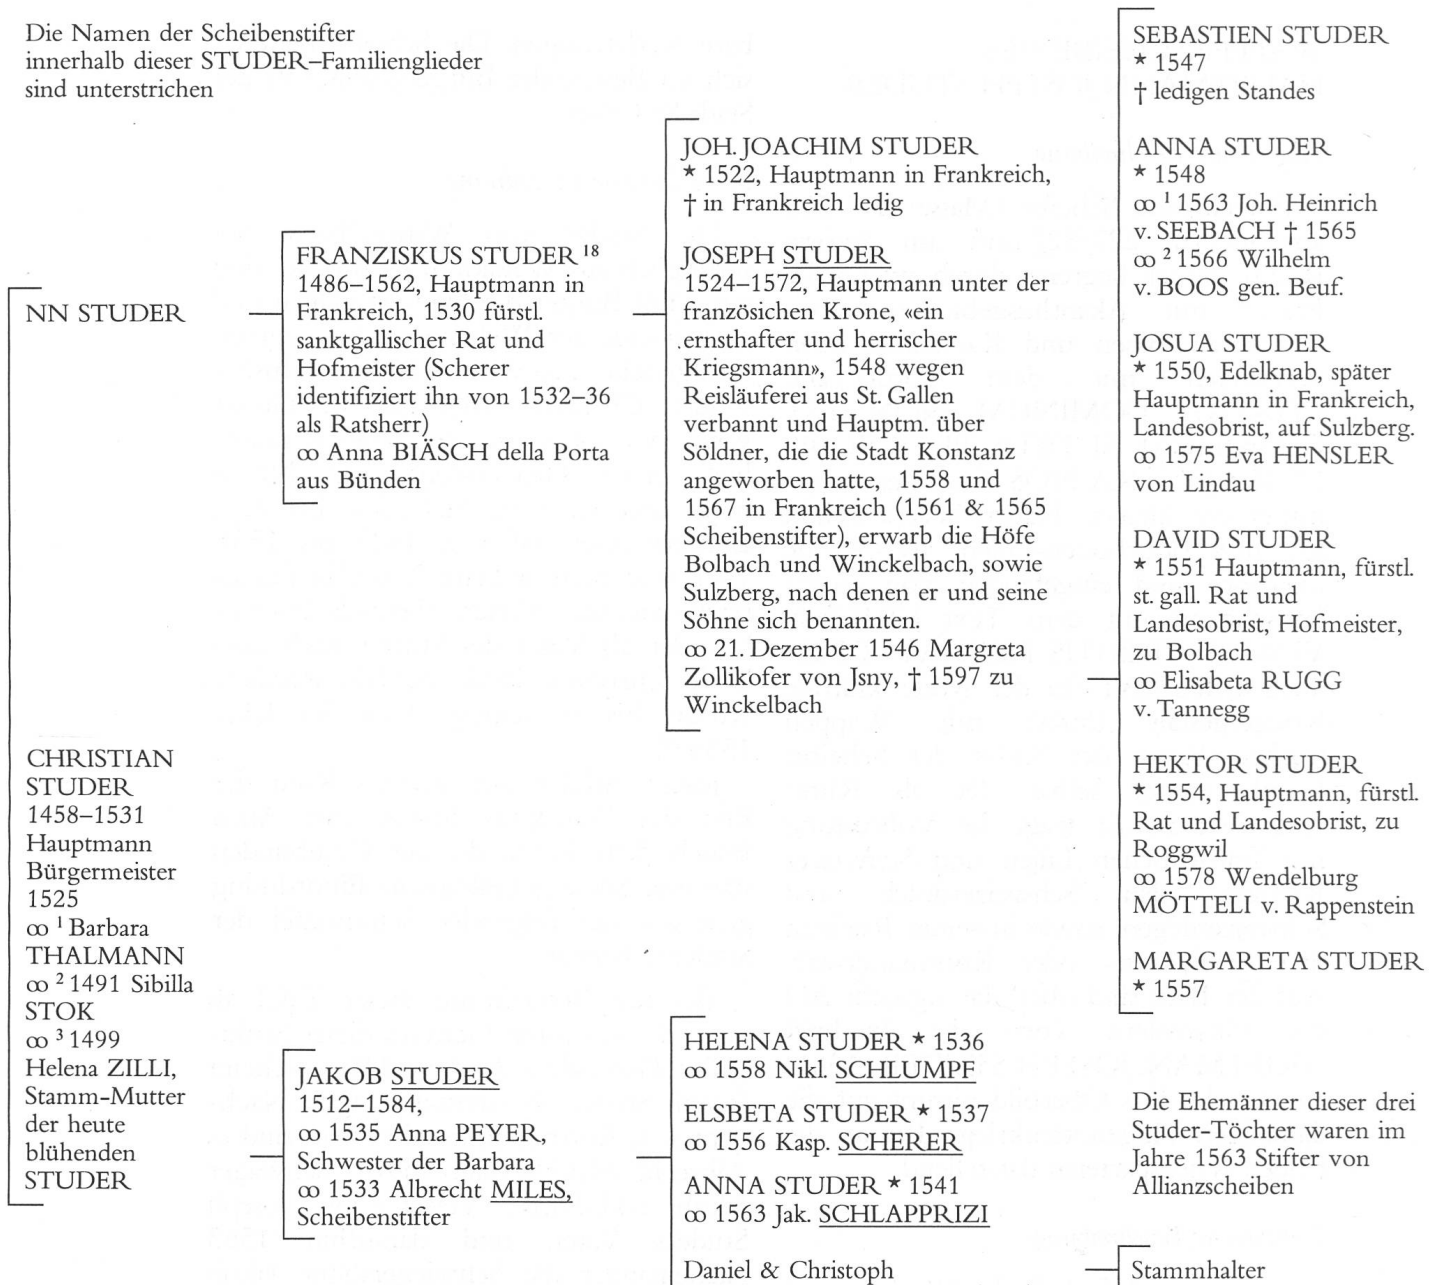 Die Namen der Scheibenstifter
innerhalb dieser STUDER–Familienglieder
sind unterstrichen
NN STUDER
CHRISTIAN
STUDER
1458–1531
Hauptmann
Bürgermeister
1525
∞ ¹ Barbara
THALMANN
∞ ² 1491 Sibilla
STOK
∞ ³ 1499
Helena ZILLI,
Stamm-Mutter
der heute
blühenden
STUDER
FRANZISKUS STUDER ¹⁸
1486–1562, Hauptmann in
Frankreich, 1530 fürstl.
sanktgallischer Rat und
Hofmeister (Scherer
identifiziert ihn von 1532–36
als Ratsherr)
∞ Anna BIÄSCH della Porta
aus Bünden
JAKOB STUDER
1512–1584,
∞ 1535 Anna PEYER,
Schwester der Barbara
∞ 1533 Albrecht MILES,
Scheibenstifter
JOH. JOACHIM STUDER
★ 1522, Hauptmann in Frankreich,
† in Frankreich ledig
JOSEPH STUDER
1524–1572, Hauptmann unter der
französichen Krone, «ein
ernsthafter und herrischer
Kriegsmann», 1548 wegen
Reisläuferei aus St. Gallen
verbannt und Hauptm. über
Söldner, die die Stadt Konstanz
angeworben hatte, 1558 und
1567 in Frankreich (1561 & 1565
Scheibenstifter), erwarb die Höfe
Bolbach und Winckelbach, sowie
Sulzberg, nach denen er und seine
Söhne sich benannten.
∞ 21. Dezember 1546 Margreta
Zollikofer von Jsny, † 1597 zu
Winckelbach
HELENA STUDER ★ 1536
∞ 1558 Nikl. SCHLUMPF
ELSBETA STUDER ★ 1537
∞ 1556 Kasp. SCHERER
ANNA STUDER ★ 1541
∞ 1563 Jak. SCHLAPPRIZI
Daniel & Christoph
SEBASTIEN STUDER
★ 1547
† ledigen Standes
ANNA STUDER
★ 1548
∞ ¹ 1563 Joh. Heinrich
v. SEEBACH † 1565
∞ ² 1566 Wilhelm
v. BOOS gen. Beuf.
JOSUA STUDER
★ 1550, Edelknab, später
Hauptmann in Frankreich,
Landesobrist, auf Sulzberg.
∞ 1575 Eva HENSLER
von Lindau
DAVID STUDER
★ 1551 Hauptmann, fürstl.
st. gall. Rat und
Landesobrist, Hofmeister,
zu Bolbach
∞ Elisabeta RUGG
v. Tannegg
HEKTOR STUDER
★ 1554, Hauptmann, fürstl.
Rat und Landesobrist, zu
Roggwil
∞ 1578 Wendelburg
MÖTTELI v. Rappenstein
MARGARETA STUDER
★ 1557
Die Ehemänner dieser drei
Studer-Töchter waren im
Jahre 1563 Stifter von
Allianzscheiben
Stammhalter